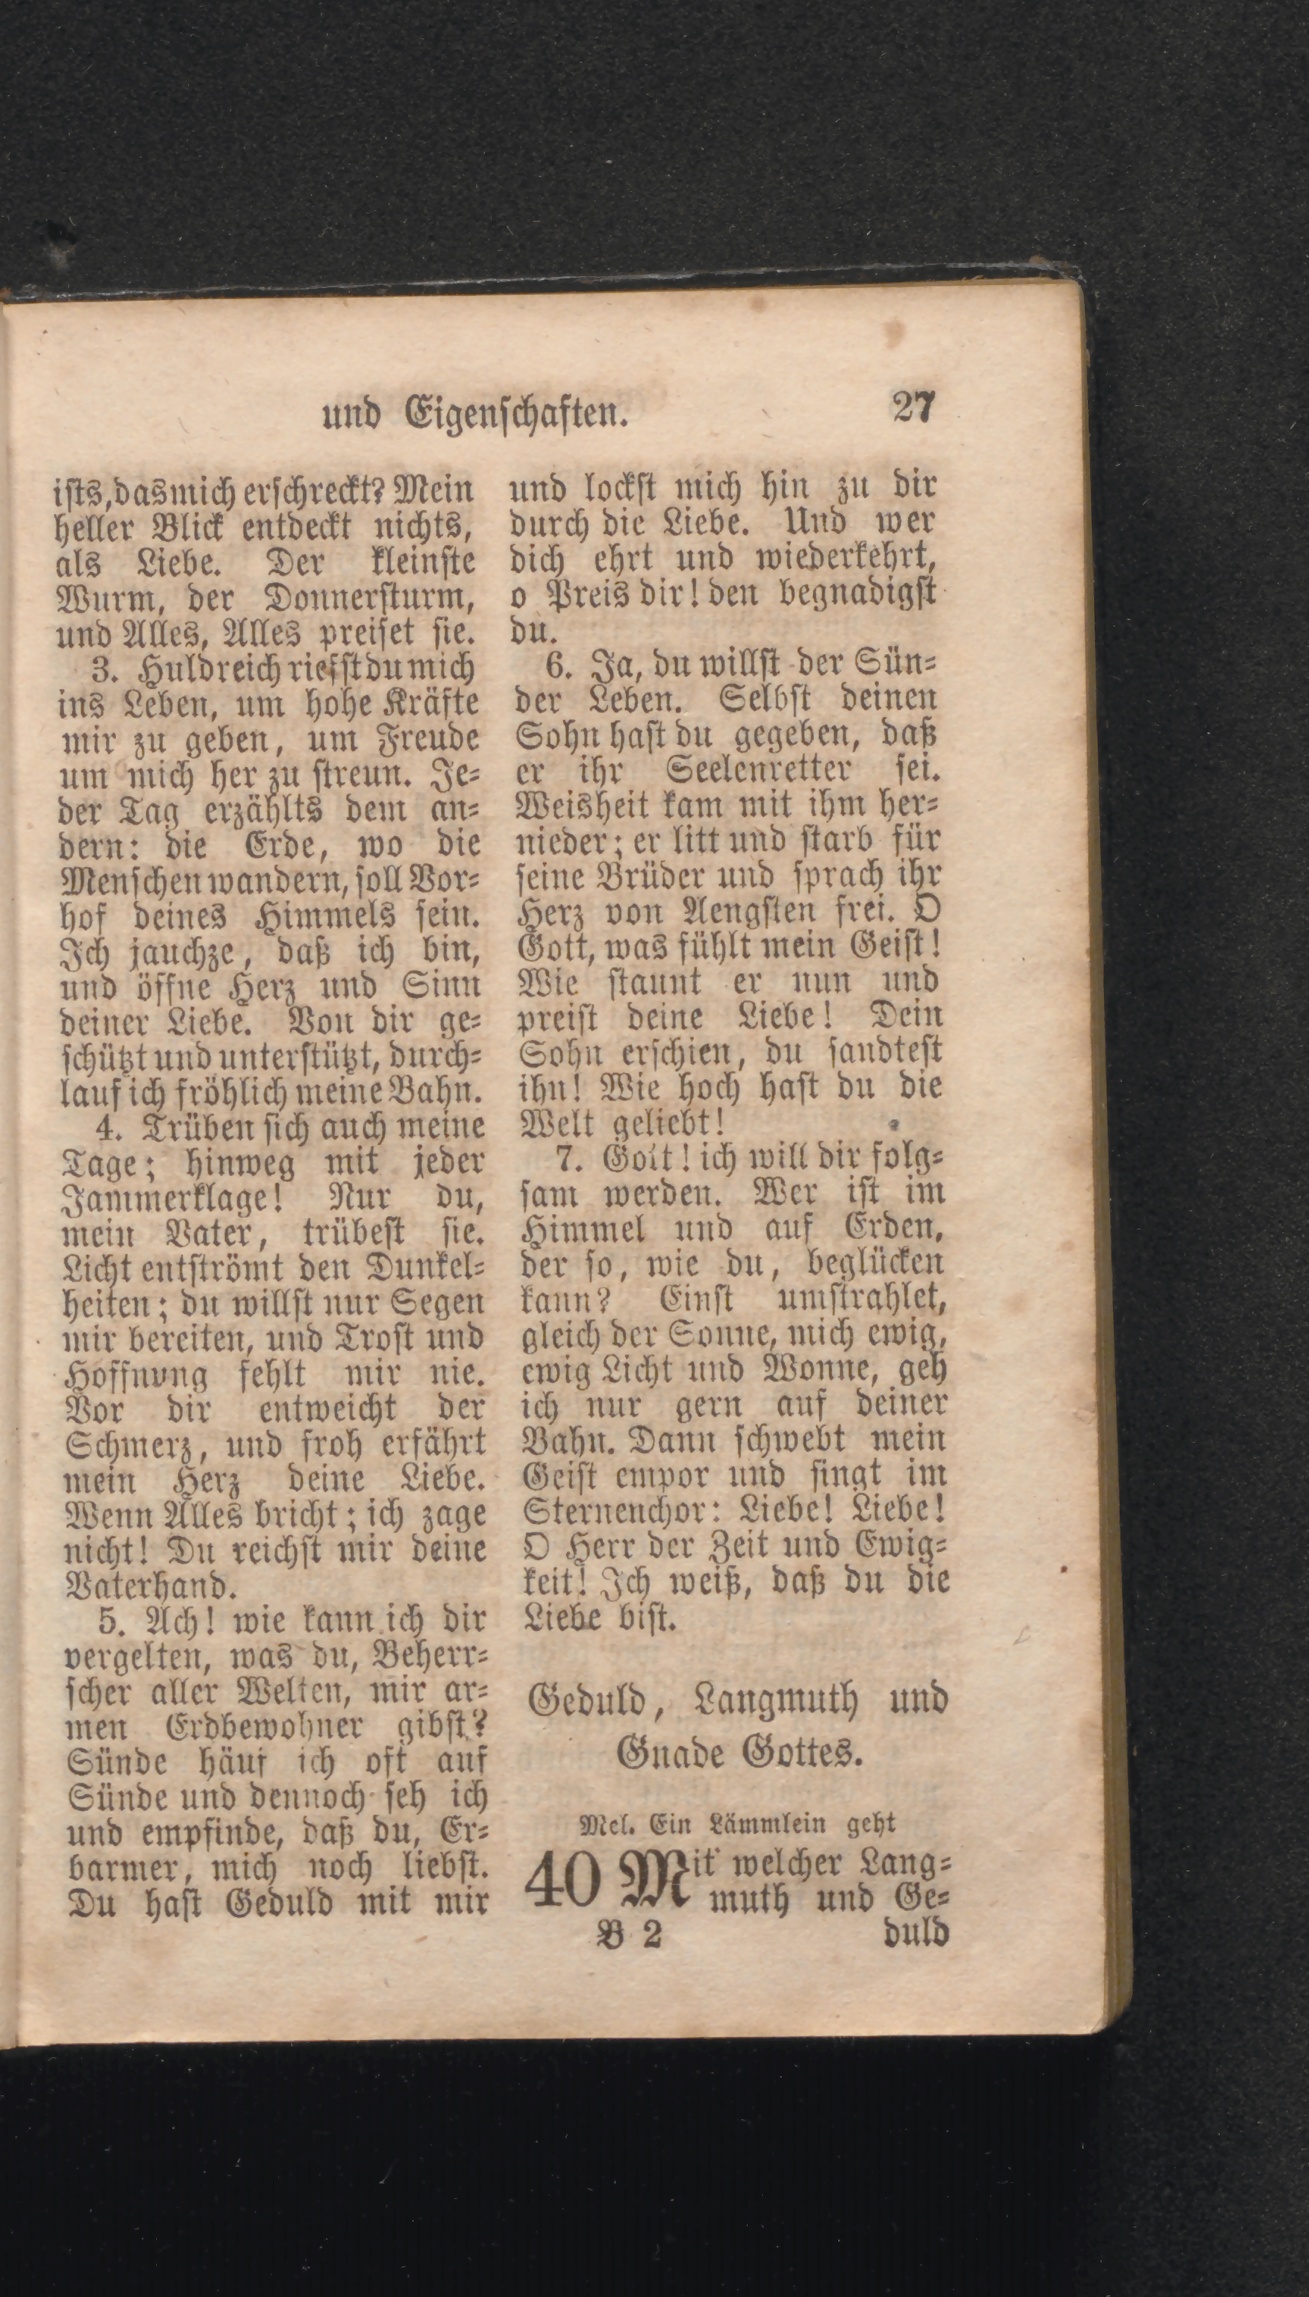 und Eigenschaften.
27
ists, das mich erschreckt? Mein
heller Blick entdeckt nichts,
als Liebe. Der kleinste
Wurm, der Donnersturm,
und Alles, Alles preiset sie.
3. Huldreich riefst du mich
ins Leben, um hohe Kräfte
mir zu geben, um Freude
um mich her zu streun. Je-
der Tag erzählts dem an-
dern: die Erde, wo die
Menschen wandern, soll Vor-
hof deines Himmels sein.
Ich jauchze, daß ich bin,
und öffne Herz und Sinn
deiner Liebe. Von dir ge-
schützt und unterstützt, durch-
lauf ich fröhlich meine Bahn.
4. Trüben sich auch meine
Tage; hinweg mit jeder
Jammerklage! Nur du,
mein Vater, trübest sie.
Licht entströmt den Dunkel-
heiten; du willst nur Segen
mir bereiten, und Trost und
Hoffnung fehlt mir nie.
Vor dir entweicht der
Schmerz, und froh erfährt
mein Herz deine Liebe.
Wenn Alles bricht; ich zage
nicht! Du reichst mir deine
Vaterhand.
5. Ach! wie kann ich dir
vergelten, was du, Beherr-
scher aller Welten, mir ar-
men Erdbewohner gibst?
Sünde häuf ich oft auf
Sünde und dennoch seh ich
und empfinde, daß du, Er-
barmer, mich noch liebst.
Du hast Geduld mit mir
und lockst mich hin zu dir
durch die Liebe. Und wer
dich ehrt und wiederkehrt,
o Preis dir! den begnadigst
du.
6. Ja, du willst der Sün-
der Leben. Selbst deinen
Sohn hast du gegeben, daß
er ihr Seelenretter sei.
Weisheit kam mit ihm her-
nieder; er litt und starb für
seine Brüder und sprach ihr
Herz von Aengsten frei. O
Gott, was fühlt mein Geist!
Wie staunt er nun und
preist deine Liebe! Dein
Sohn erschien, du sandtest
ihn! Wie hoch hast du die
Welt geliebt!
7. Gott! ich will dir folg-
sam werden. Wer ist im
Himmel und auf Erden,
der so, wie du, beglücken
kann? Einst umstrahlet,
gleich der Sonne, mich ewig,
ewig Licht und Wonne, geh
ich nur gern auf deiner
Bahn. Dann schwebt mein
Geist empor und singt im
Sternenchor: Liebe! Liebe!
O Herr der Zeit und Ewig-
keit! Ich weiß, daß du die
Liebe bist.
Geduld, Langmuth und
Gnade Gottes.
Mel. Ein Lämmlein geht
40 Mit welcher Lang-
muth und Ge-
B 2 duld